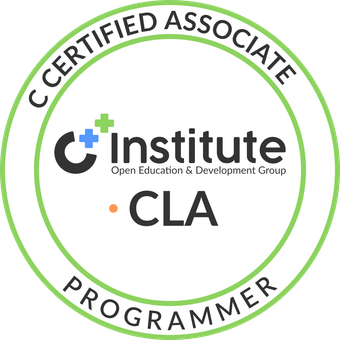 C CERTIFIED ASSOCIATE
C++ Institute
Open Education & Development Group
CLA
PROGRAMMER